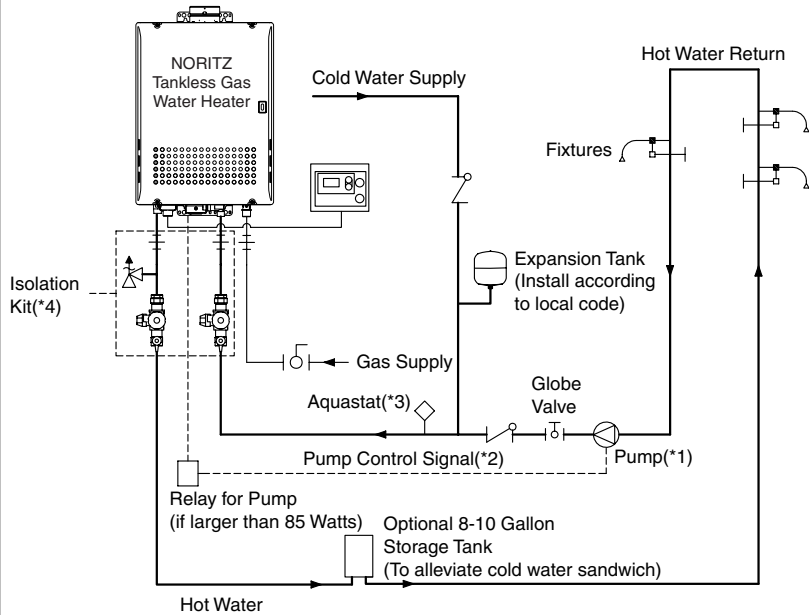 NORITZ
Tankless Gas
Water Heater
Cold Water Supply
Hot Water Return
Fixtures
Isolation
Kit(*4)
Expansion Tank
(Install according
to local code)
Gas Supply
Aquastat(*3)
Globe
Valve
Pump Control Signal(*2)
Pump(*1)
Relay for Pump
(if larger than 85 Watts)
Optional 8-10 Gallon
Storage Tank
(To alleviate cold water sandwich)
Hot Water